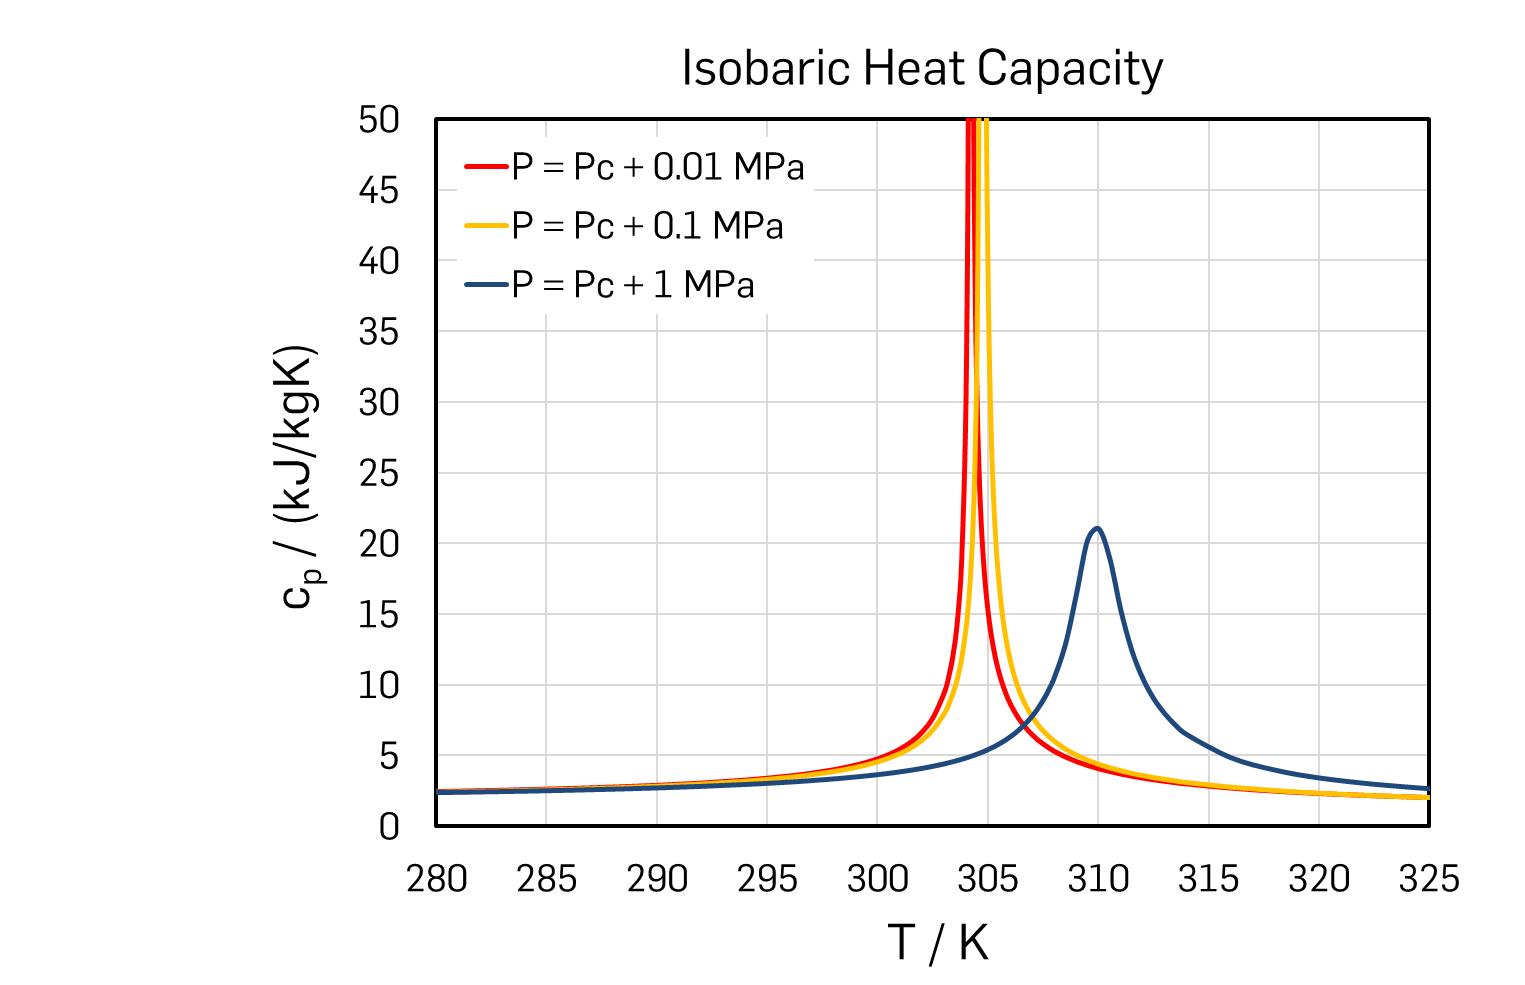 Isobaric Heat Capacity
50
45
40
35
30
25
20
15
10
5
0
P = Pc + 0.01 MPa
P = Pc + 0.1 MPa
P = Pc + 1 MPa
cp / (kJ/kgK)
280 285 290 295 300 305 310 315 320 325
T / K